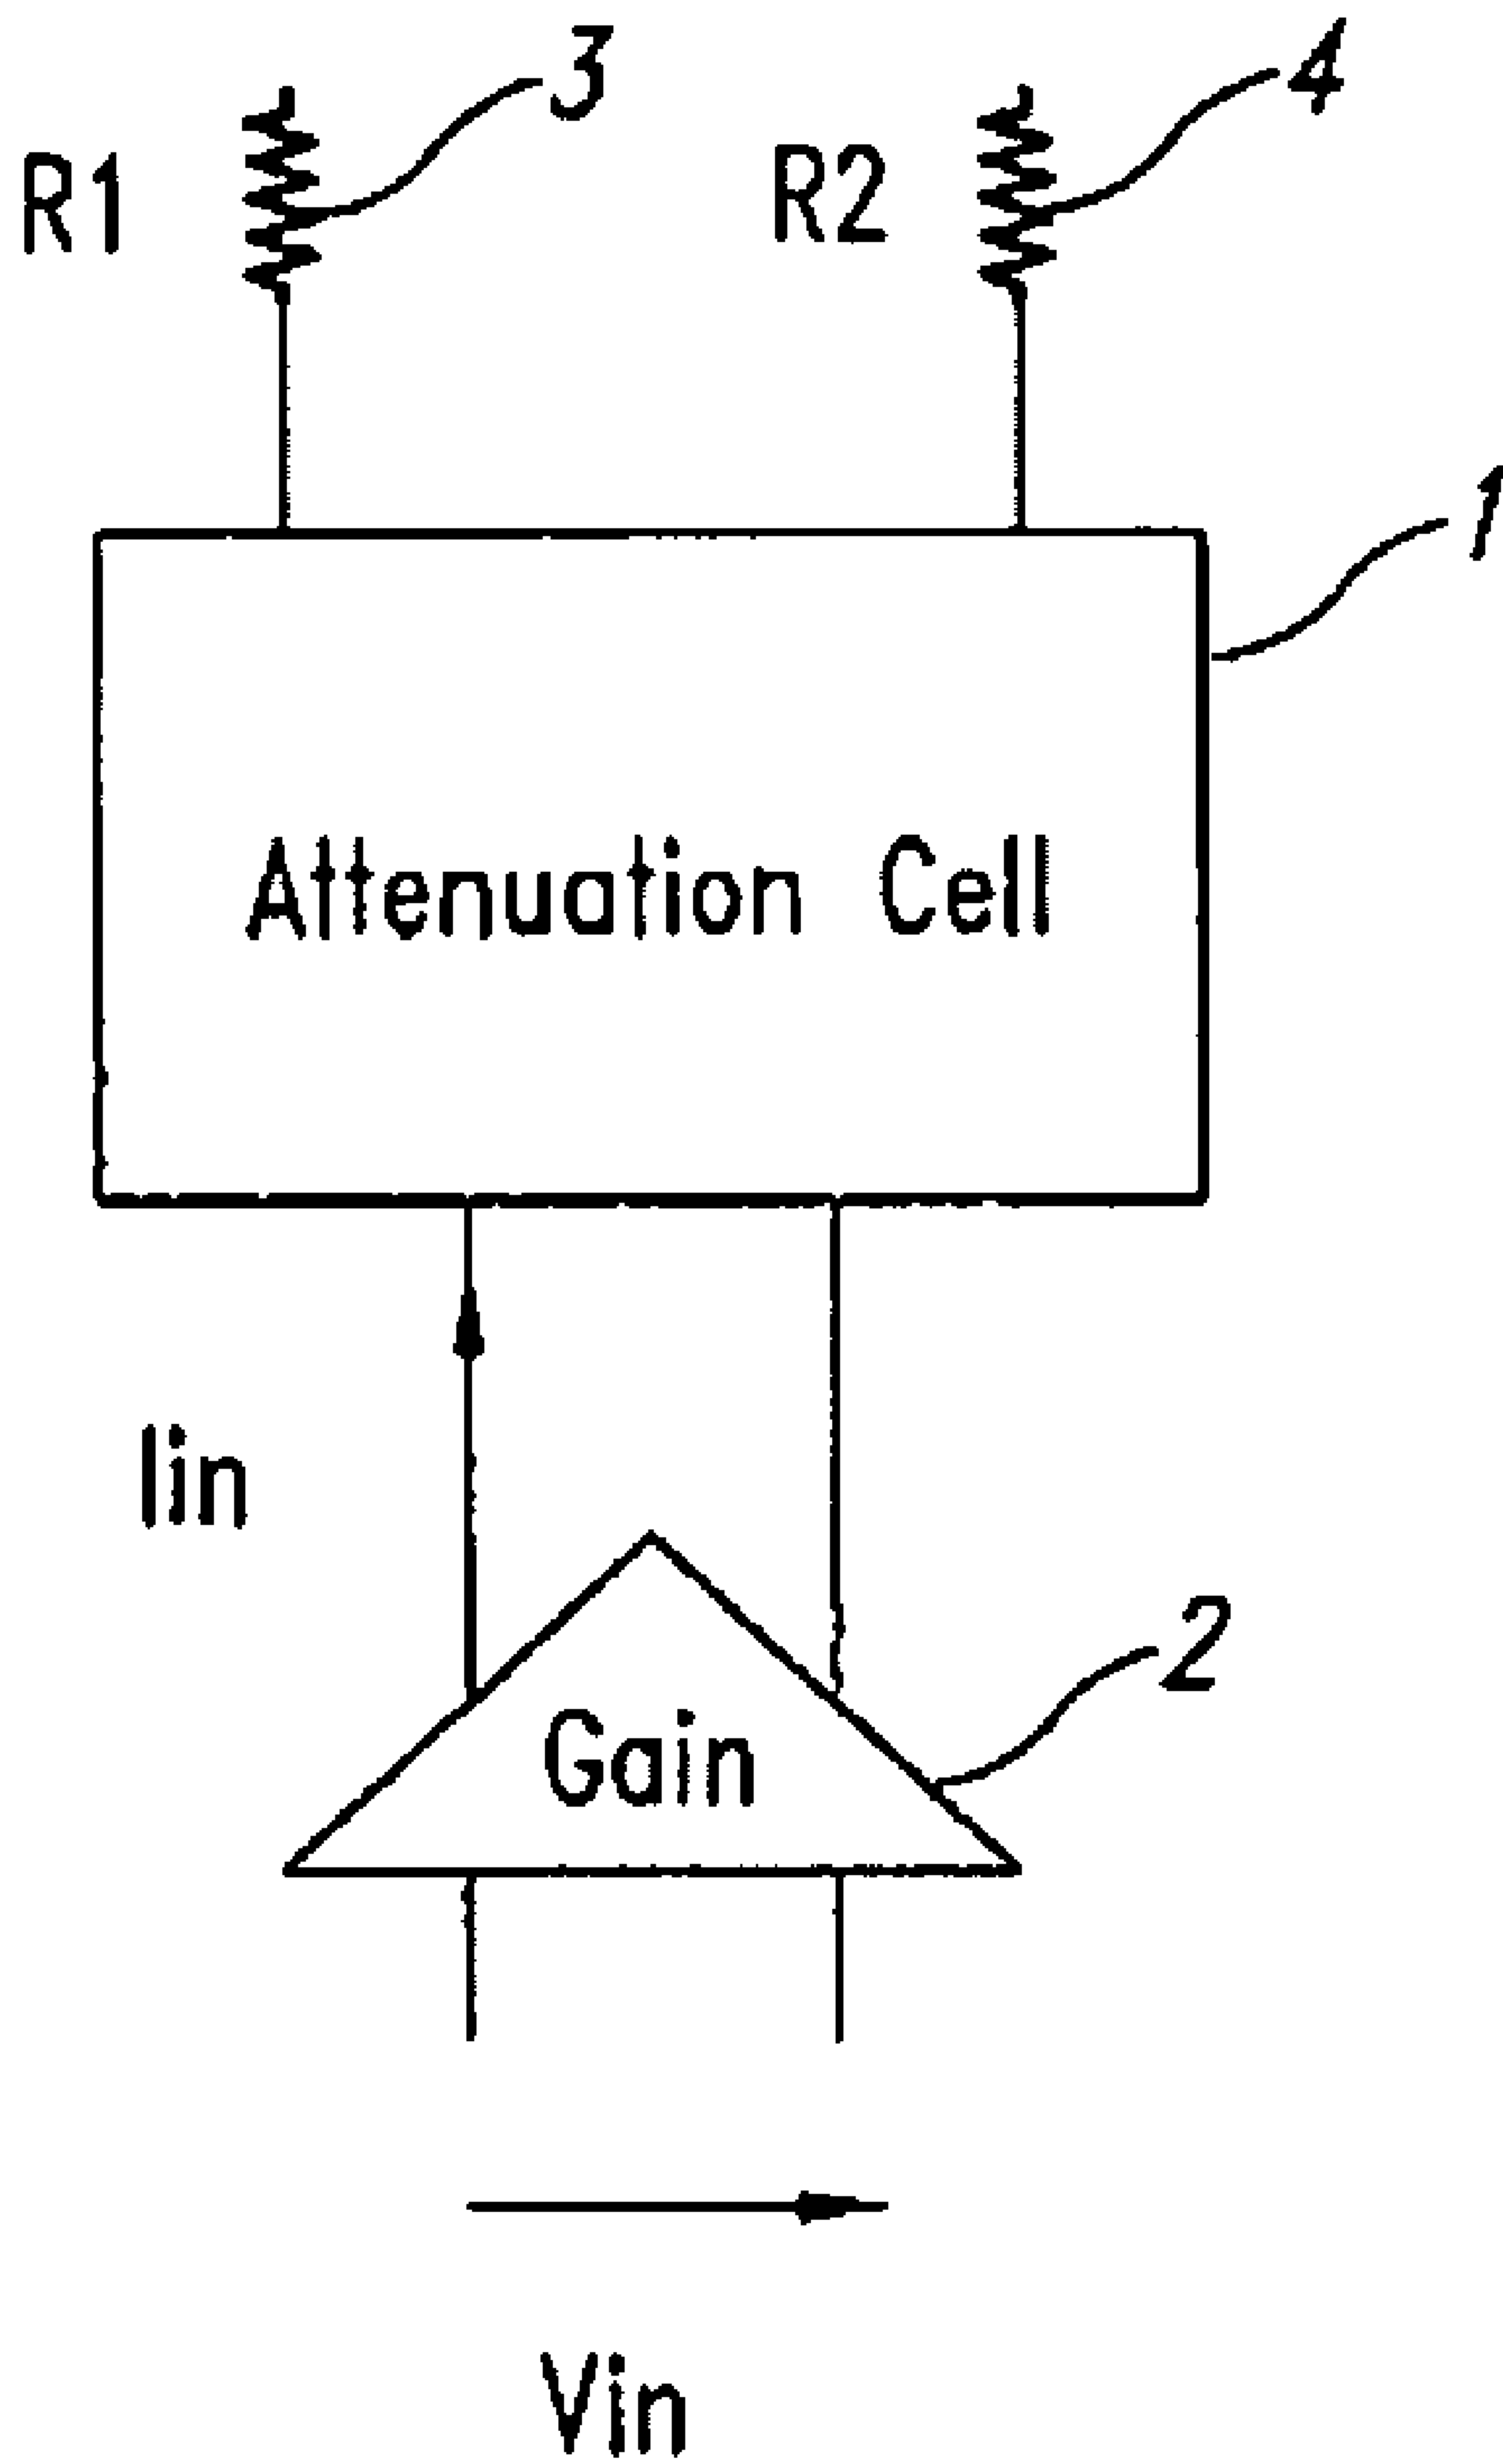 3
4
R1
R2
1
Attenuation Cell
Iin
2
Gain
Vin